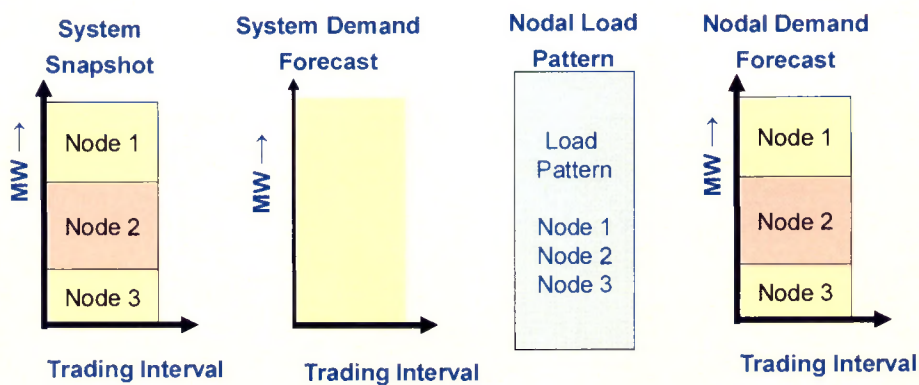 System
Snapshot
MW →
Node 1
Node 2
Node 3
Trading Interval
System Demand
Forecast
MW →
Trading Interval
Nodal Load
Pattern
Load
Pattern
Node 1
Node 2
Node 3
Nodal Demand
Forecast
MW →
Node 1
Node 2
Node 3
Trading Interval